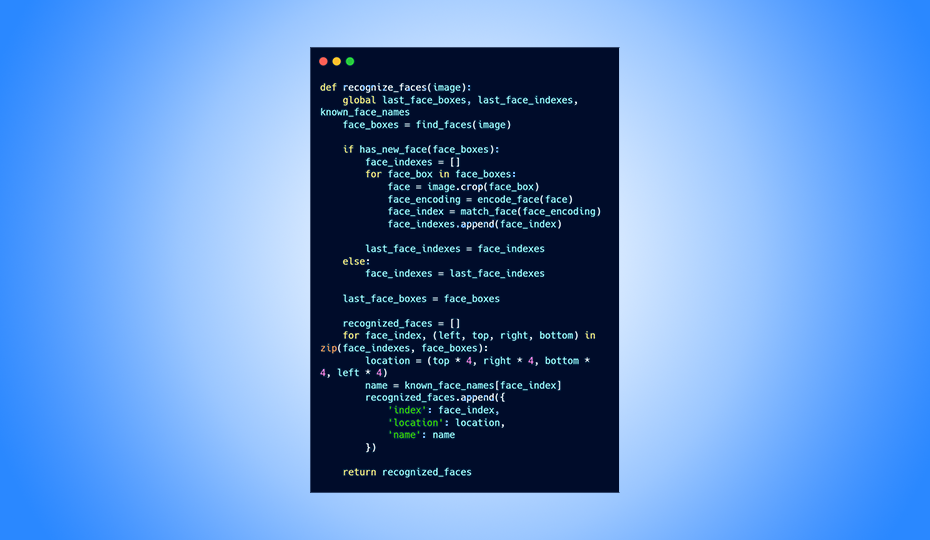 def recognize_faces(image):
    global last_face_boxes, last_face_indexes,
known_face_names
    face_boxes = find_faces(image)

    if has_new_face(face_boxes):
        face_indexes = []
        for face_box in face_boxes:
            face = image.crop(face_box)
            face_encoding = encode_face(face)
            face_index = match_face(face_encoding)
            face_indexes.append(face_index)

        last_face_indexes = face_indexes
    else:
        face_indexes = last_face_indexes

    last_face_boxes = face_boxes

    recognized_faces = []
    for face_index, (left, top, right, bottom) in
zip(face_indexes, face_boxes):
        location = (top * 4, right * 4, bottom *
4, left * 4)
        name = known_face_names[face_index]
        recognized_faces.append({
            'index': face_index,
            'location': location,
            'name': name
        })

    return recognized_faces